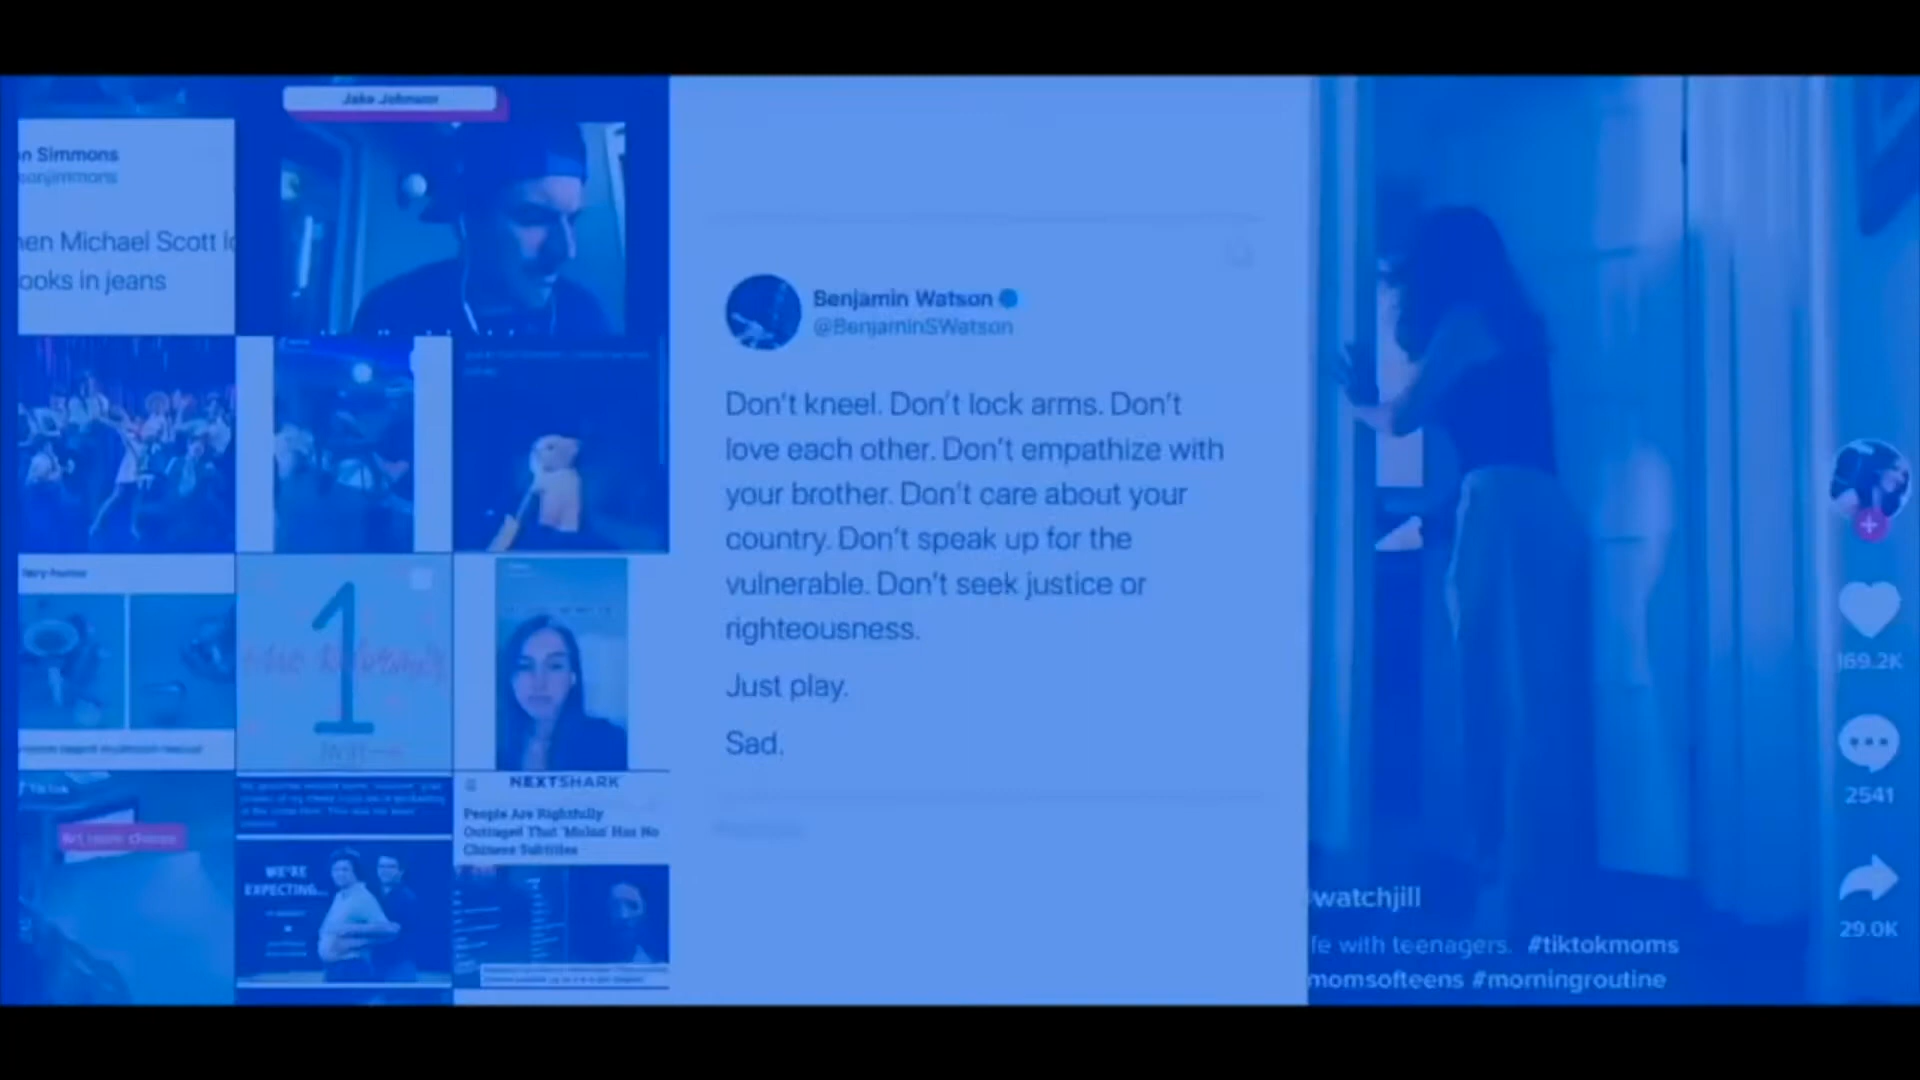 Jake Johnson
n Simmons
sonjimmons
hen Michael Scott lo
ooks in jeans
NEXTSHARK
People Are Rightfully
Outraged That 'Mulan' Has No
Chinese Subtitles
WE'RE
EXPECTING...
Benjamin Watson
@BenjaminSWatson
Don't kneel. Don't lock arms. Don't
love each other. Don't empathize with
your brother. Don't care about your
country. Don't speak up for the
vulnerable. Don't seek justice or
righteousness.
Just play.
Sad.
169.2K
2541
29.0K
watchjill
fe with teenagers. #tiktokmoms
momsofteens #morningroutine